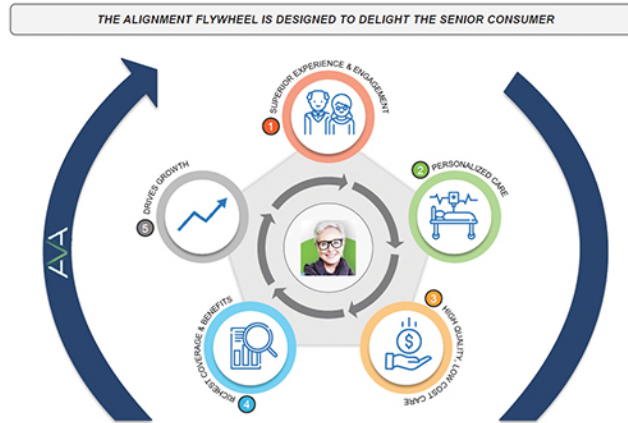 THE ALIGNMENT FLYWHEEL IS DESIGNED TO DELIGHT THE SENIOR CONSUMER
1 SUPERIOR EXPERIENCE & ENGAGEMENT
2 PERSONALIZED CARE
3 HIGH QUALITY, LOW COST CARE
$
4 RICHEST COVERAGE & BENEFITS
5 DRIVES GROWTH
AVA